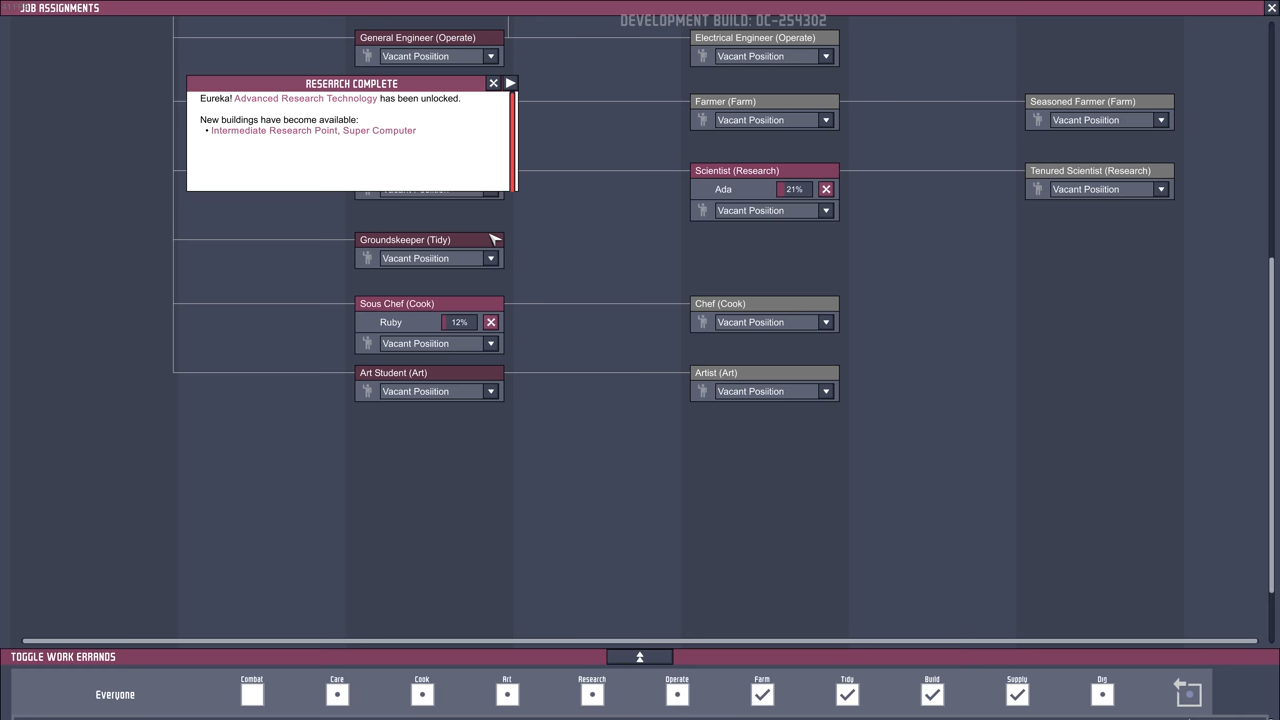 JOB ASSIGNMENTS
DEVELOPMENT BUILD: OC-254302
General Engineer (Operate)
Vacant Posiition
Electrical Engineer (Operate)
Vacant Posiition
RESEARCH COMPLETE
Eureka! Advanced Research Technology has been unlocked.
New buildings have become available:
• Intermediate Research Point, Super Computer
Farmer (Farm)
Vacant Posiition
Seasoned Farmer (Farm)
Vacant Posiition
Scientist (Research)
Ada 21%
Vacant Posiition
Tenured Scientist (Research)
Vacant Posiition
Groundskeeper (Tidy)
Vacant Posiition
Sous Chef (Cook)
Ruby 12%
Vacant Posiition
Chef (Cook)
Vacant Posiition
Art Student (Art)
Vacant Posiition
Artist (Art)
Vacant Posiition
TOGGLE WORK ERRANDS
Combat Care Cook Art Research Operate Farm Tidy Build Supply Dig
Everyone